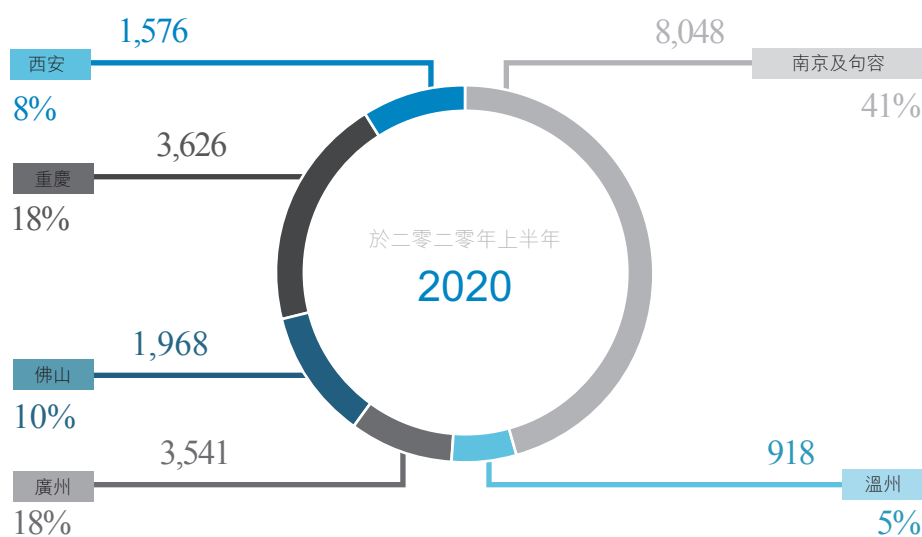 1,576
西安
8%
3,626
重慶
18%
1,968
佛山
10%
3,541
廣州
18%
於二零二零年上半年
2020
8,048
南京及句容
41%
918
溫州
5%